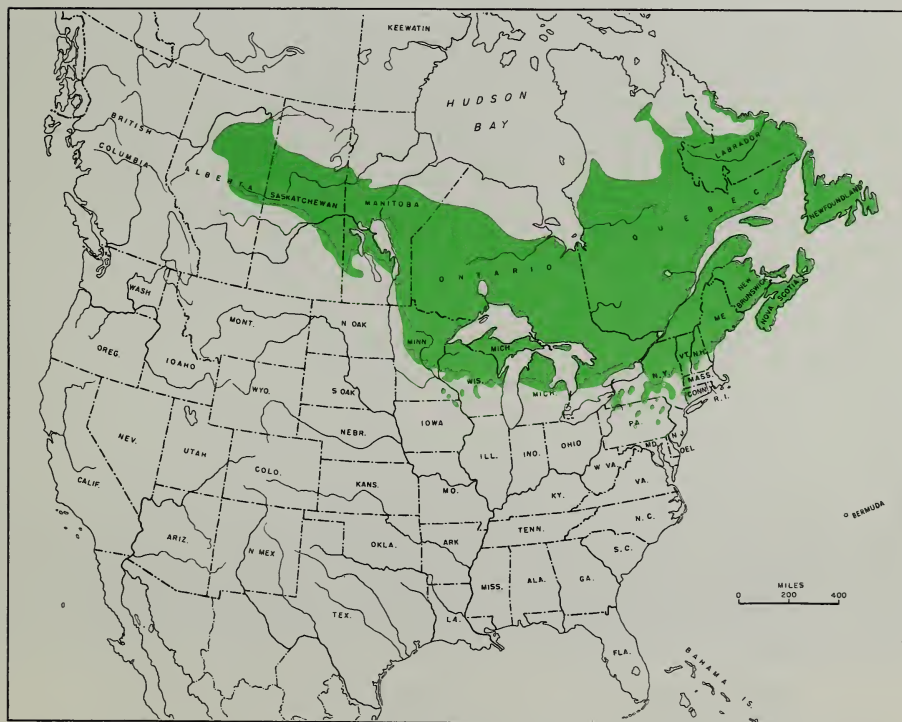 KEEWATIN
HUDSON
BAY
BRITISH
COLUMBIA
ALBERTA
SASKATCHEWAN
MANITOBA
ONTARIO
QUEBEC
LABRADOR
NEWFOUNDLAND
NEW
BRUNSWICK
NOVA SCOTIA
ME
VT.
N.H.
MASS.
CONN.
R.I.
N.Y.
WASH
MONT.
N DAK
MINN
MICH.
WIS.
MICH.
OREG.
IDAHO
WYO.
S DAK
IOWA
PA.
N.J.
MD.
DEL
NEV.
UTAH
COLO.
NEBR.
ILL.
IND.
OHIO
W VA.
VA.
CALIF.
KANS.
MO.
KY.
N.C.
BERMUDA
ARIZ.
N MEX
OKLA.
ARK
TENN.
S.C.
MISS.
ALA.
GA.
TEX.
LA.
FLA.
MILES
0 200 400
BAHAMA IS.